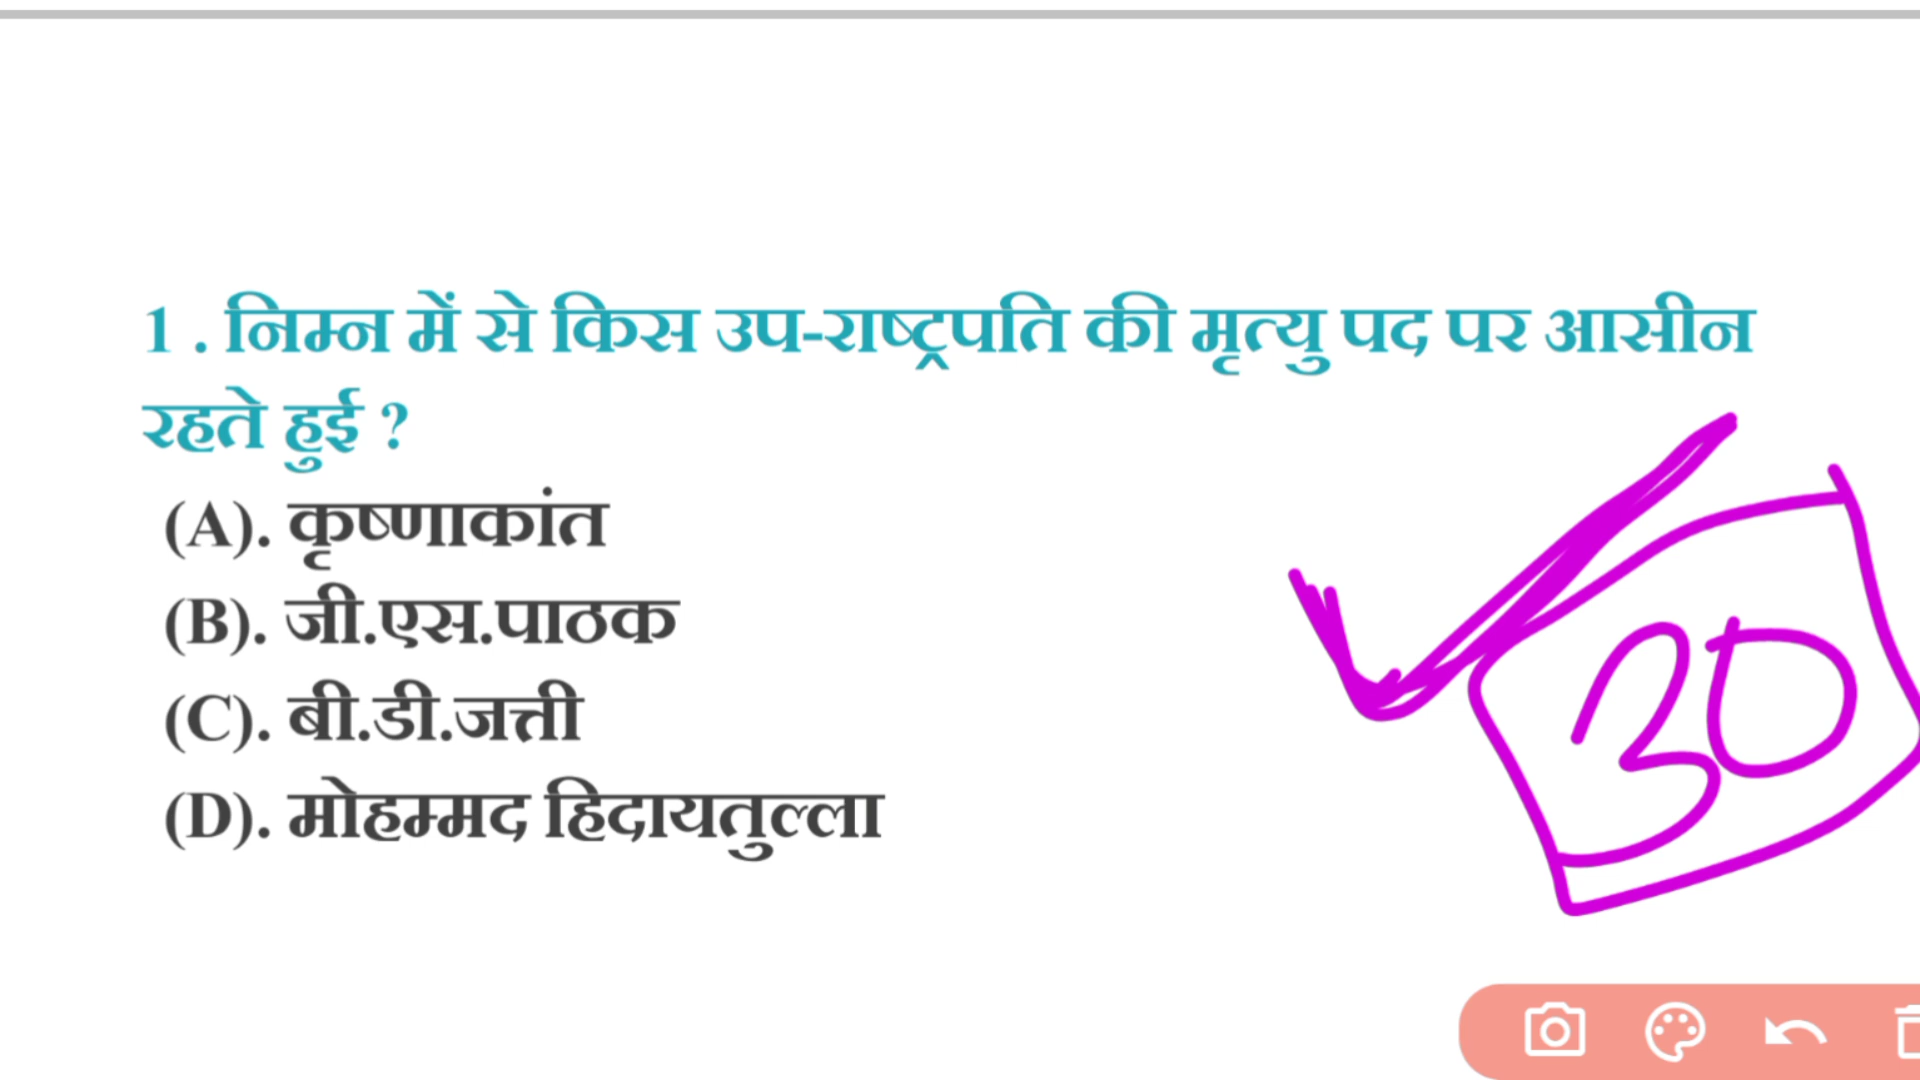 1 . निम्न में से किस उप-राष्ट्रपति की मृत्यु पद पर आसीन
रहते हुई ?
(A). कृष्णाकांत
(B). जी.एस.पाठक
(C). बी.डी.जत्ती
(D). मोहम्मद हिदायतुल्ला
30